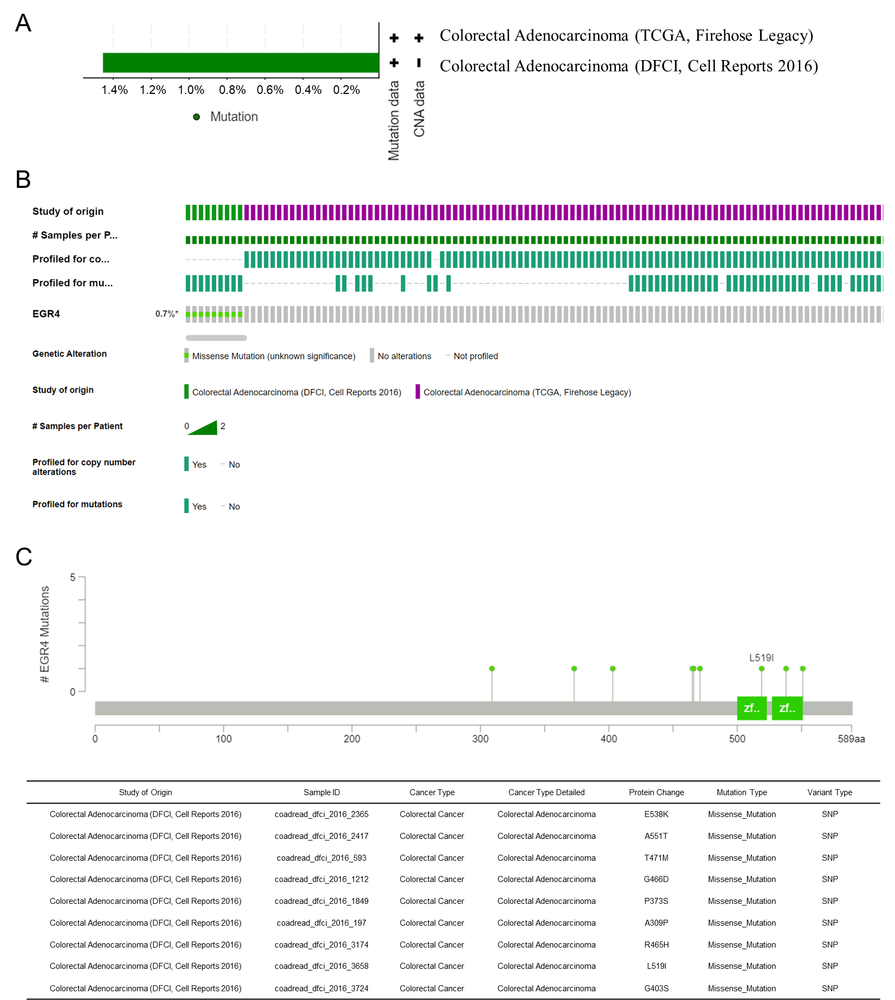 A
Colorectal Adenocarcinoma (TCGA, Firehose Legacy)
Colorectal Adenocarcinoma (DFCI, Cell Reports 2016)
1.4% 1.2% 1.0% 0.8% 0.6% 0.4% 0.2%
Mutation
Mutation data
CNA data
B
Study of origin
# Samples per P...
Profiled for co...
Profiled for mu...
EGR4 0.7%*
Genetic Alteration Missense Mutation (unknown significance) No alterations Not profiled
Study of origin Colorectal Adenocarcinoma (DFCI, Cell Reports 2016) Colorectal Adenocarcinoma (TCGA, Firehose Legacy)
# Samples per Patient 0 2
Profiled for copy number
alterations Yes No
Profiled for mutations Yes No
C
# EGR4 Mutations
5
0
L519I
zf.. zf..
0 100 200 300 400 500 589aa
Study of Origin Sample ID Cancer Type Cancer Type Detailed Protein Change Mutation Type Variant Type
Colorectal Adenocarcinoma (DFCI, Cell Reports 2016) coadread_dfci_2016_2365 Colorectal Cancer Colorectal Adenocarcinoma E538K Missense_Mutation SNP
Colorectal Adenocarcinoma (DFCI, Cell Reports 2016) coadread_dfci_2016_2417 Colorectal Cancer Colorectal Adenocarcinoma A551T Missense_Mutation SNP
Colorectal Adenocarcinoma (DFCI, Cell Reports 2016) coadread_dfci_2016_593 Colorectal Cancer Colorectal Adenocarcinoma T471M Missense_Mutation SNP
Colorectal Adenocarcinoma (DFCI, Cell Reports 2016) coadread_dfci_2016_1212 Colorectal Cancer Colorectal Adenocarcinoma G466D Missense_Mutation SNP
Colorectal Adenocarcinoma (DFCI, Cell Reports 2016) coadread_dfci_2016_1849 Colorectal Cancer Colorectal Adenocarcinoma P373S Missense_Mutation SNP
Colorectal Adenocarcinoma (DFCI, Cell Reports 2016) coadread_dfci_2016_197 Colorectal Cancer Colorectal Adenocarcinoma A309P Missense_Mutation SNP
Colorectal Adenocarcinoma (DFCI, Cell Reports 2016) coadread_dfci_2016_3174 Colorectal Cancer Colorectal Adenocarcinoma R465H Missense_Mutation SNP
Colorectal Adenocarcinoma (DFCI, Cell Reports 2016) coadread_dfci_2016_3658 Colorectal Cancer Colorectal Adenocarcinoma L519I Missense_Mutation SNP
Colorectal Adenocarcinoma (DFCI, Cell Reports 2016) coadread_dfci_2016_3724 Colorectal Cancer Colorectal Adenocarcinoma G403S Missense_Mutation SNP